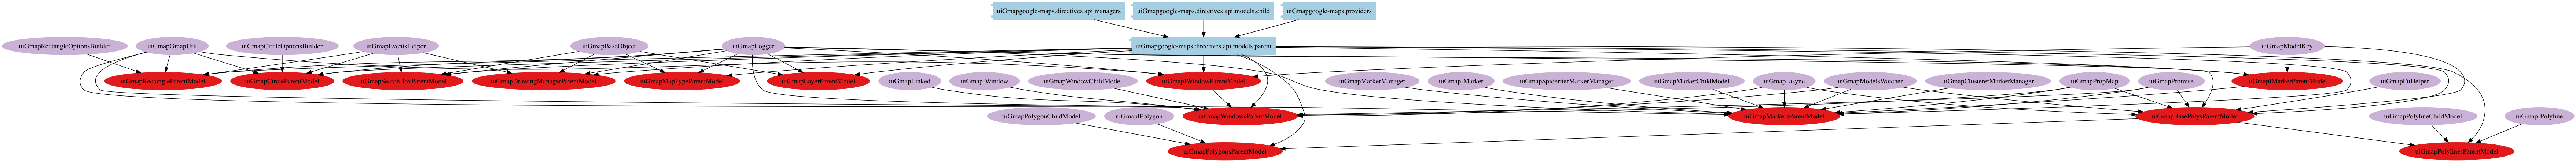 uiGmapgoogle-maps.directives.api.managers
uiGmapgoogle-maps.directives.api.models.child
uiGmapgoogle-maps.providers
uiGmapRectangleOptionsBuilder
uiGmapGmapUtil
uiGmapCircleOptionsBuilder
uiGmapEventsHelper
uiGmapBaseObject
uiGmapLogger
uiGmapgoogle-maps.directives.api.models.parent
uiGmapModelKey
uiGmapRectangleParentModel
uiGmapCircleParentModel
uiGmapSearchBoxParentModel
uiGmapDrawingManagerParentModel
uiGmapMapTypeParentModel
uiGmapLayerParentModel
uiGmapLinked
uiGmapIWindow
uiGmapWindowChildModel
uiGmapIWindowParentModel
uiGmapMarkerManager
uiGmapIMarker
uiGmapSpiderfierMarkerManager
uiGmapMarkerChildModel
uiGmap_async
uiGmapModelsWatcher
uiGmapClustererMarkerManager
uiGmapPropMap
uiGmapPromise
uiGmapIMarkerParentModel
uiGmapFitHelper
uiGmapPolygonChildModel
uiGmapIPolygon
uiGmapWindowsParentModel
uiGmapMarkersParentModel
uiGmapBasePolysParentModel
uiGmapPolylineChildModel
uiGmapIPolyline
uiGmapPolygonsParentModel
uiGmapPolylinesParentModel